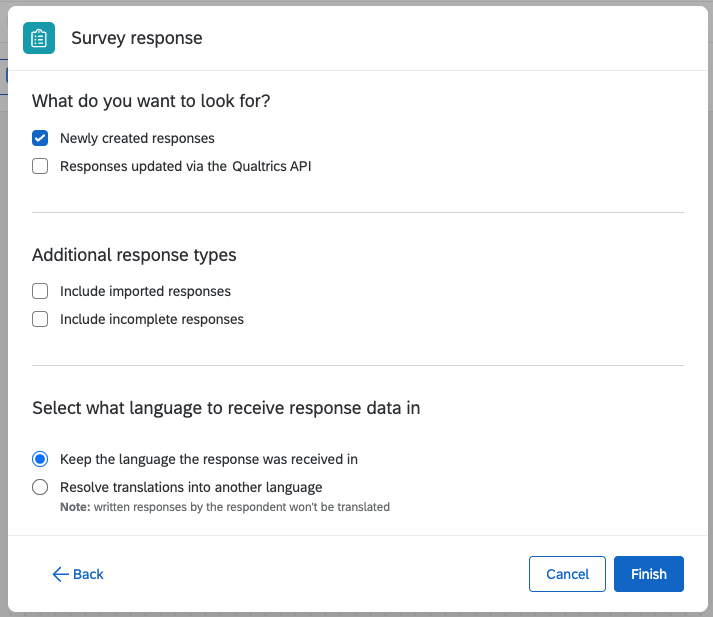 Survey response
What do you want to look for?
Newly created responses
Responses updated via the Qualtrics API
Additional response types
Include imported responses
Include incomplete responses
Select what language to receive response data in
Keep the language the response was received in
Resolve translations into another language
Note: written responses by the respondent won't be translated
Back
Cancel
Finish